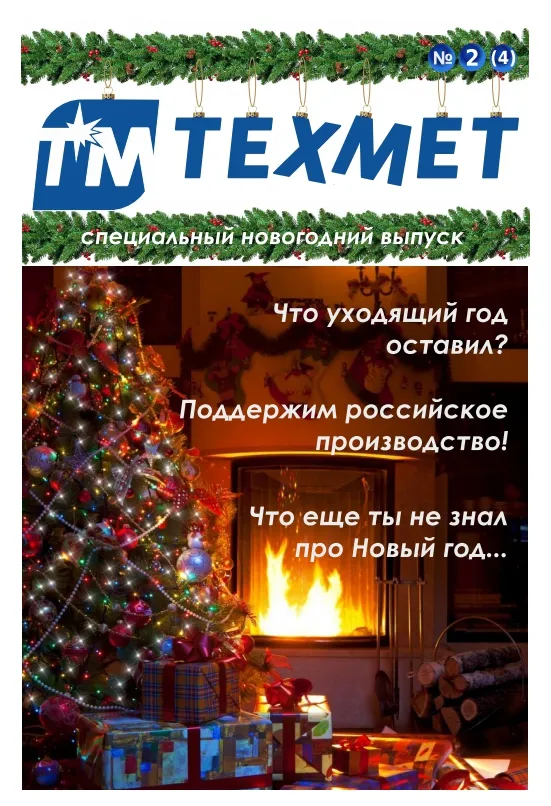 № 2 (4)
ТМ ТЕХМЕТ
специальный новогодний выпуск
Что уходящий год
оставил?
Поддержим российское
производство!
Что еще ты не знал
про Новый год...